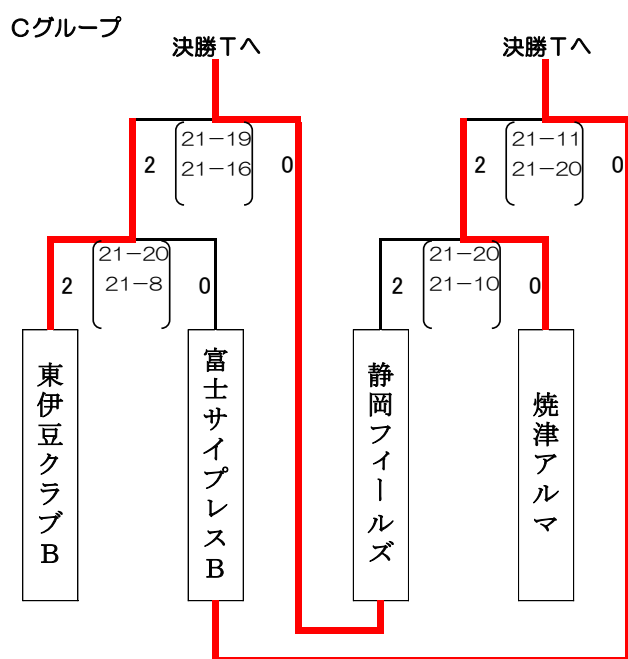 Cグループ
決勝Tへ
決勝Tへ
2
21-19
21-16
0
2
21-11
21-20
0
2
21-20
21-8
0
2
21-20
21-10
0
東伊豆クラブB
富士サイプレスB
静岡フィールズ
焼津アルマ